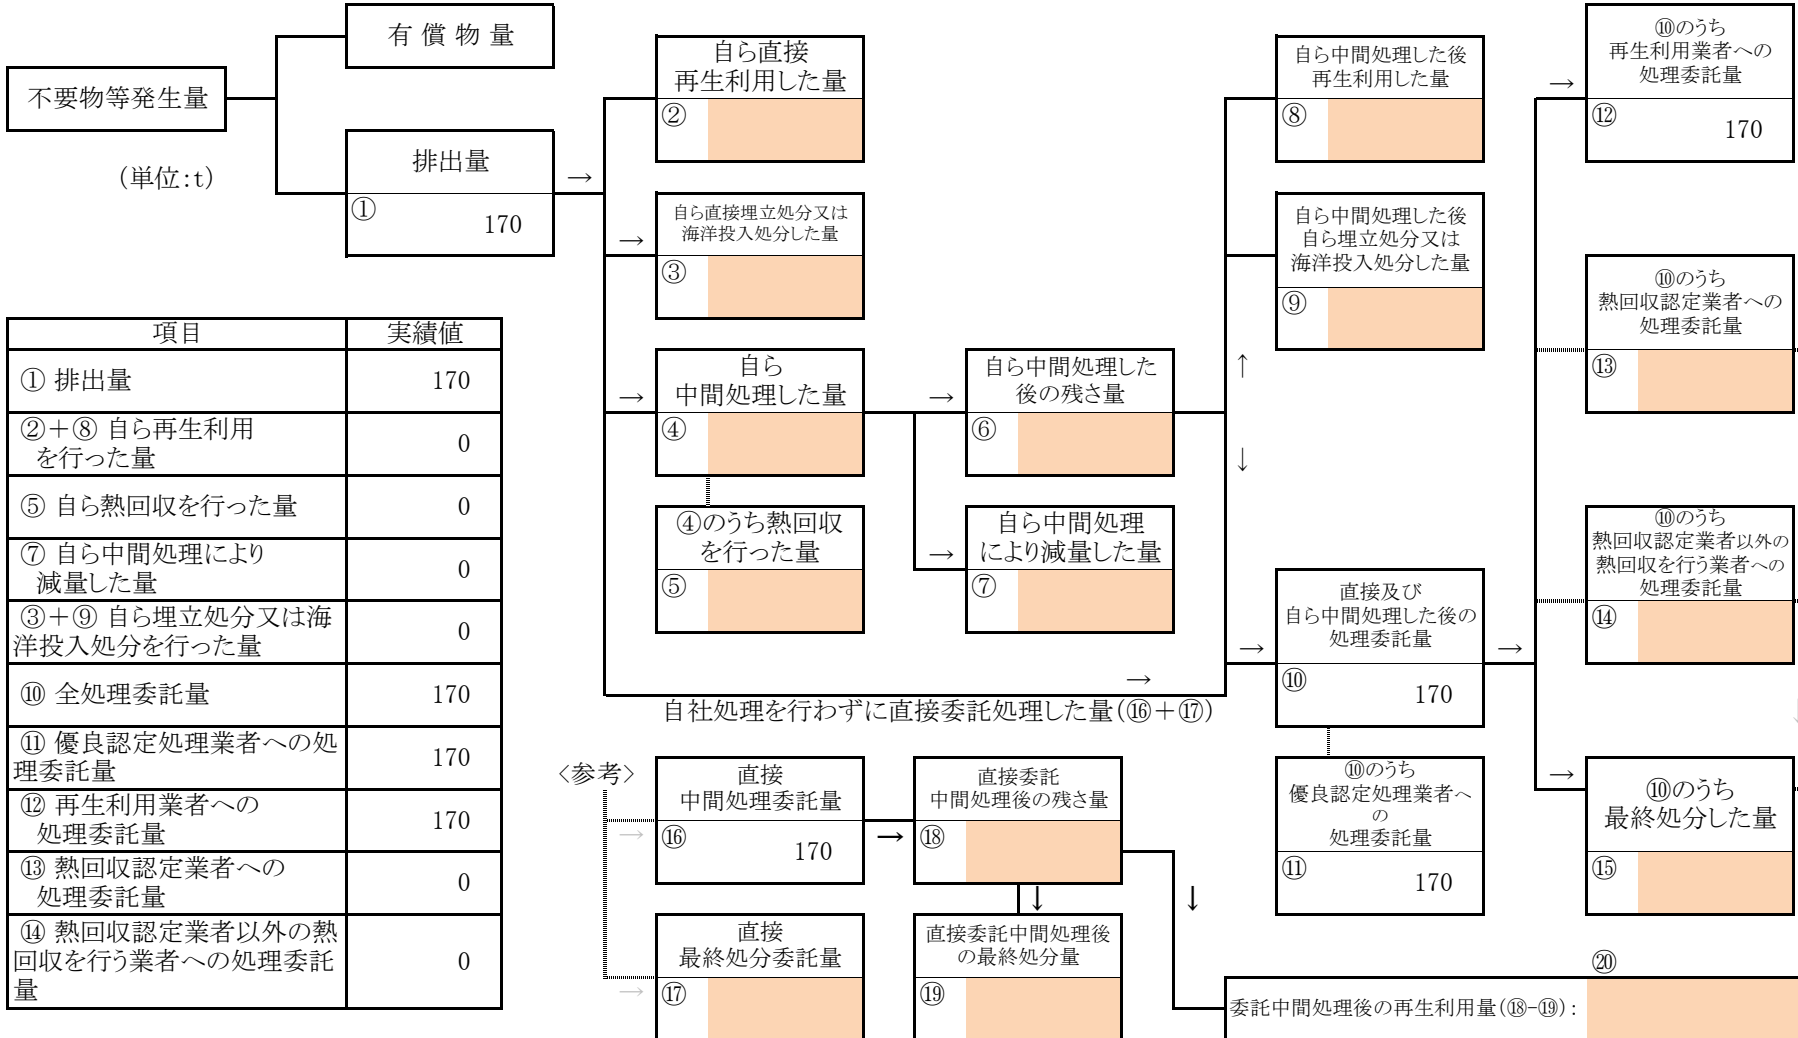 有 償 物 量
不要物等発生量
(単位:t)
排出量
①
170
→
自ら直接
再生利用した量
②
→
自ら直接埋立処分又は
海洋投入処分した量
③
→
自ら
中間処理した量
④
④のうち熱回収
を行った量
⑤
→
自ら中間処理した
後の残さ量
⑥
→
自ら中間処理
により減量した量
⑦
自ら中間処理した後
再生利用した量
⑧
自ら中間処理した後
自ら埋立処分又は
海洋投入処分した量
⑨
↑
↓
→
自社処理を行わずに直接委託処理した量(⑯+⑰)
→
直接及び
自ら中間処理した後の
処理委託量
⑩
170
⑩のうち
優良認定処理業者へ
の
処理委託量
⑪
170
→
→
⑩のうち
再生利用業者への
処理委託量
⑫
170
⑩のうち
熱回収認定業者への
処理委託量
⑬
⑩のうち
熱回収認定業者以外の
熱回収を行う業者への
処理委託量
⑭
→
⑩のうち
最終処分した量
⑮
項目 実績値
① 排出量 170
②+⑧ 自ら再生利用
を行った量 0
⑤ 自ら熱回収を行った量 0
⑦ 自ら中間処理により
減量した量 0
③+⑨ 自ら埋立処分又は海
洋投入処分を行った量 0
⑩ 全処理委託量 170
⑪ 優良認定処理業者への処
理委託量 170
⑫ 再生利用業者への
処理委託量 170
⑬ 熱回収認定業者への
処理委託量 0
⑭ 熱回収認定業者以外の熱
回収を行う業者への処理委託
量 0
<参考>
→
直接
中間処理委託量
⑯
170
→
直接委託
中間処理後の残さ量
⑱
↓
↓
→
直接
最終処分委託量
⑰
直接委託中間処理後
の最終処分量
⑲
⑳
委託中間処理後の再生利用量(⑱-⑲):